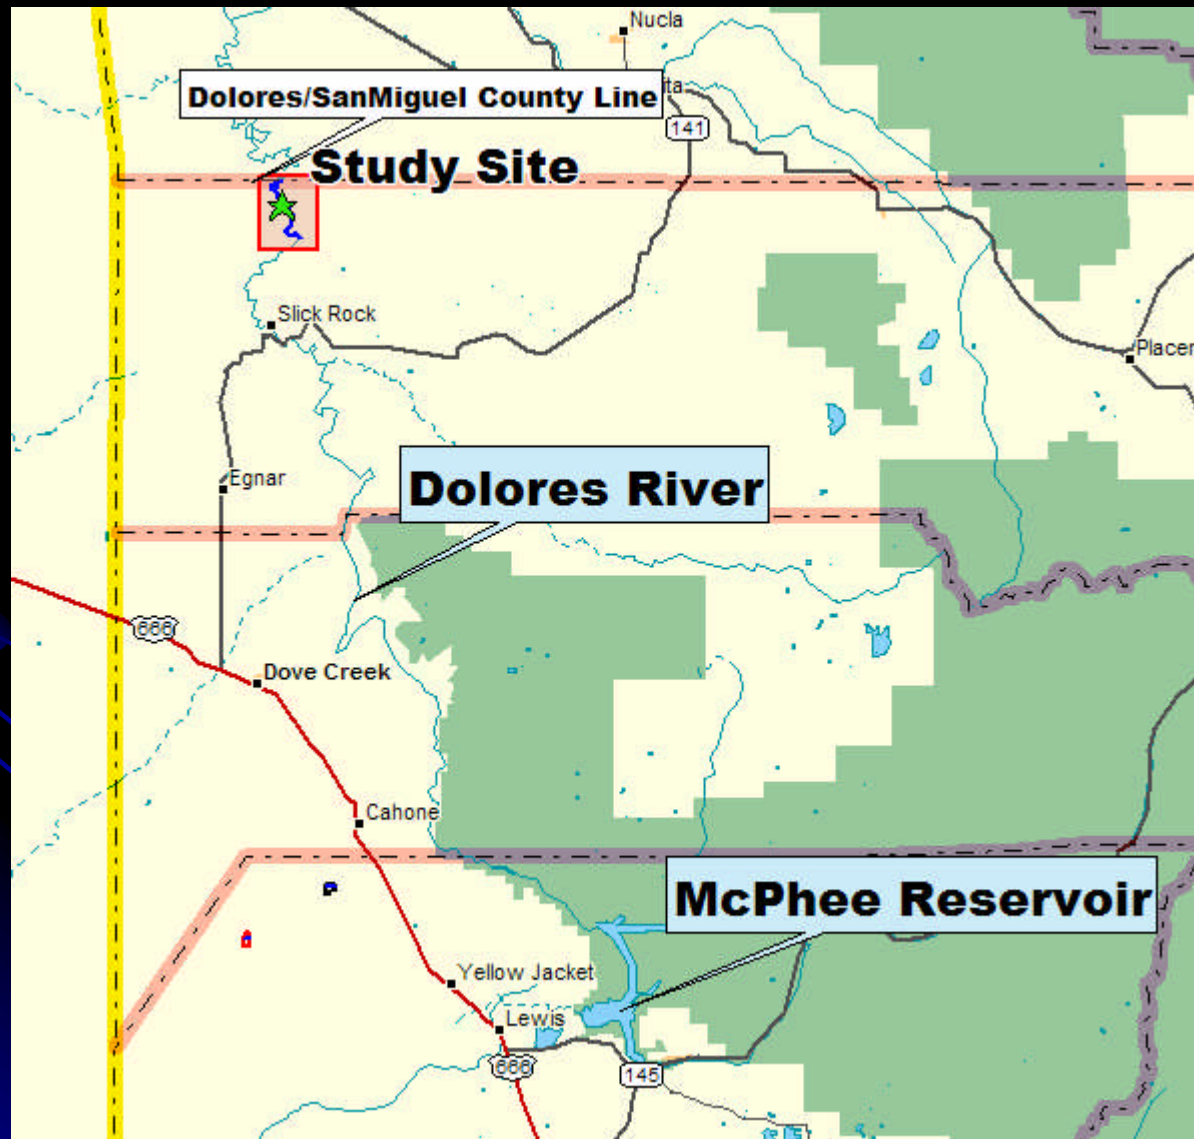 Nucla
Dolores/SanMiguel County Line
ita
141
Study Site
Slick Rock
Placer
Egnar
Dolores River
666
Dove Creek
Cahone
McPhee Reservoir
Yellow Jacket
Lewis
666
145